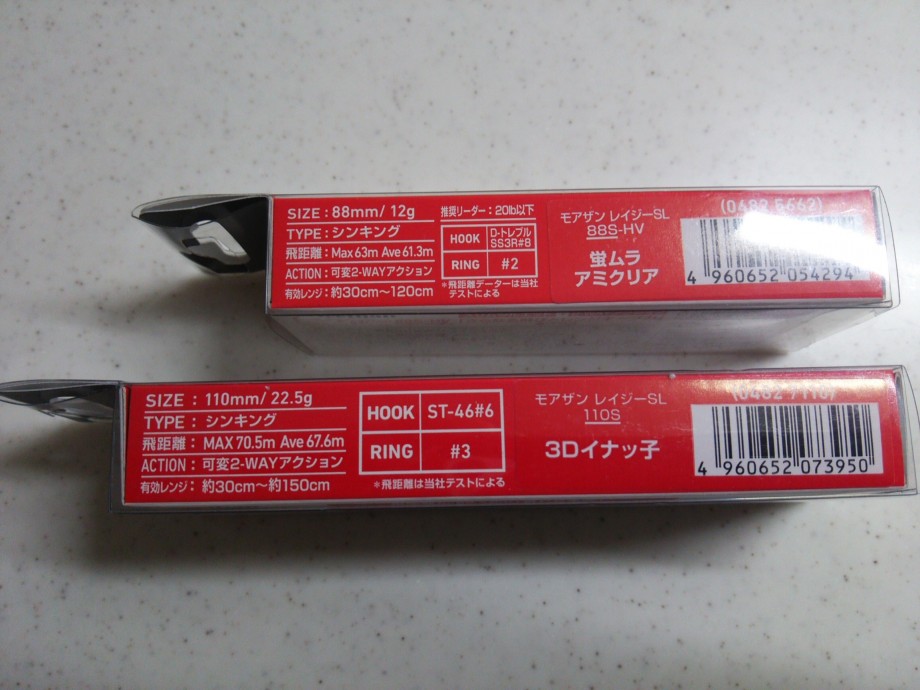 SIZE : 88mm/ 12g
TYPE : シンキング
飛距離 : Max63m Ave61.3m
ACTION : 可変2-WAYアクション
有効レンジ : 約30cm〜120cm
推奨リーダー : 20lb以下
HOOK D-トレブル SS3R#8
RING #2
*飛距離データーは当社
テストによる
モアザン レイジーSL
88S-HV
蛍ムラ
アミクリア
4 960652 054294
SIZE : 110mm/ 22.5g
TYPE : シンキング
飛距離 : MAX70.5m Ave67.6m
ACTION : 可変2-WAYアクション
有効レンジ : 約30cm〜約150cm
HOOK ST-46#6
RING #3
*飛距離は当社テストによる
モアザン レイジーSL
110S
3Dイナッ子
4 960652 073950